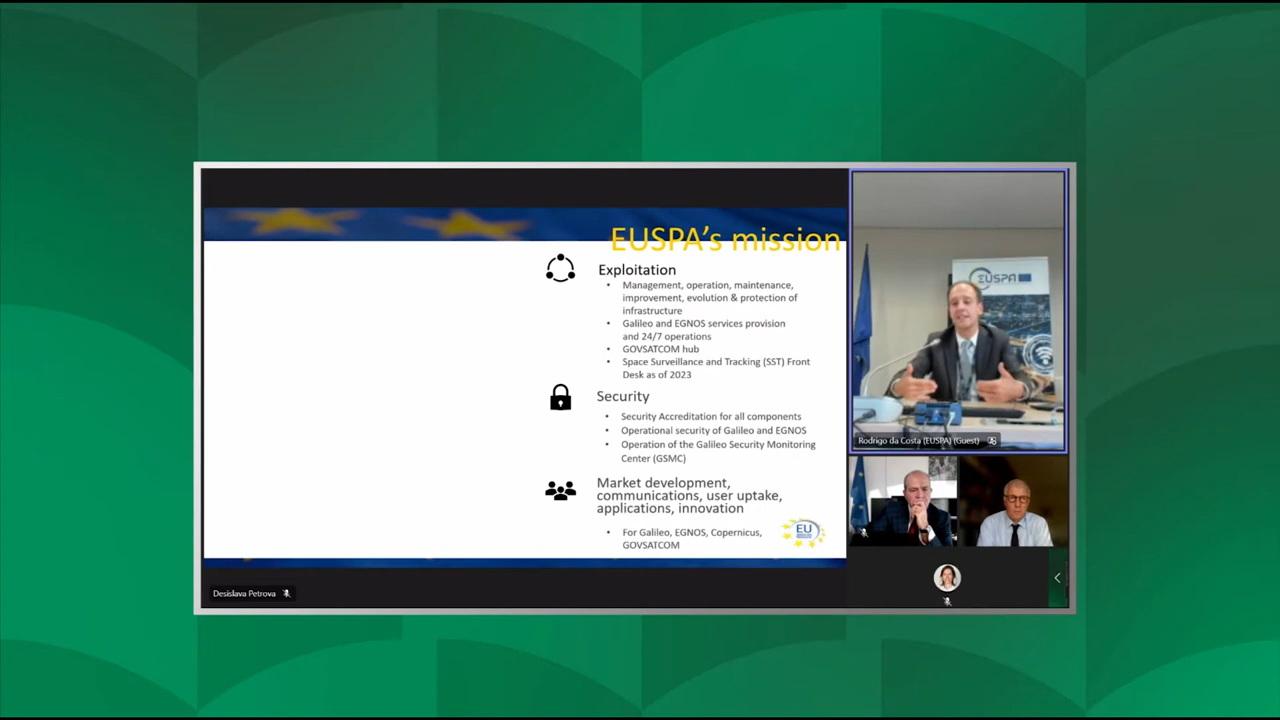 EUSPA's mission
Exploitation
• Management, operation, maintenance,
improvement, evolution & protection of
infrastructure
• Galileo and EGNOS services provision
and 24/7 operations
• GOVSATCOM hub
• Space Surveillance and Tracking (SST) Front
Desk as of 2023
Security
• Security Accreditation for all components
• Operational security of Galileo and EGNOS
• Operation of the Galileo Security Monitoring
Center (GSMC)
Market development,
communications, user uptake,
applications, innovation
• For Galileo, EGNOS, Copernicus,
GOVSATCOM
EU
Desislava Petrova
EUSPA
Rodrigo da Costa (EUSPA) (Guest)